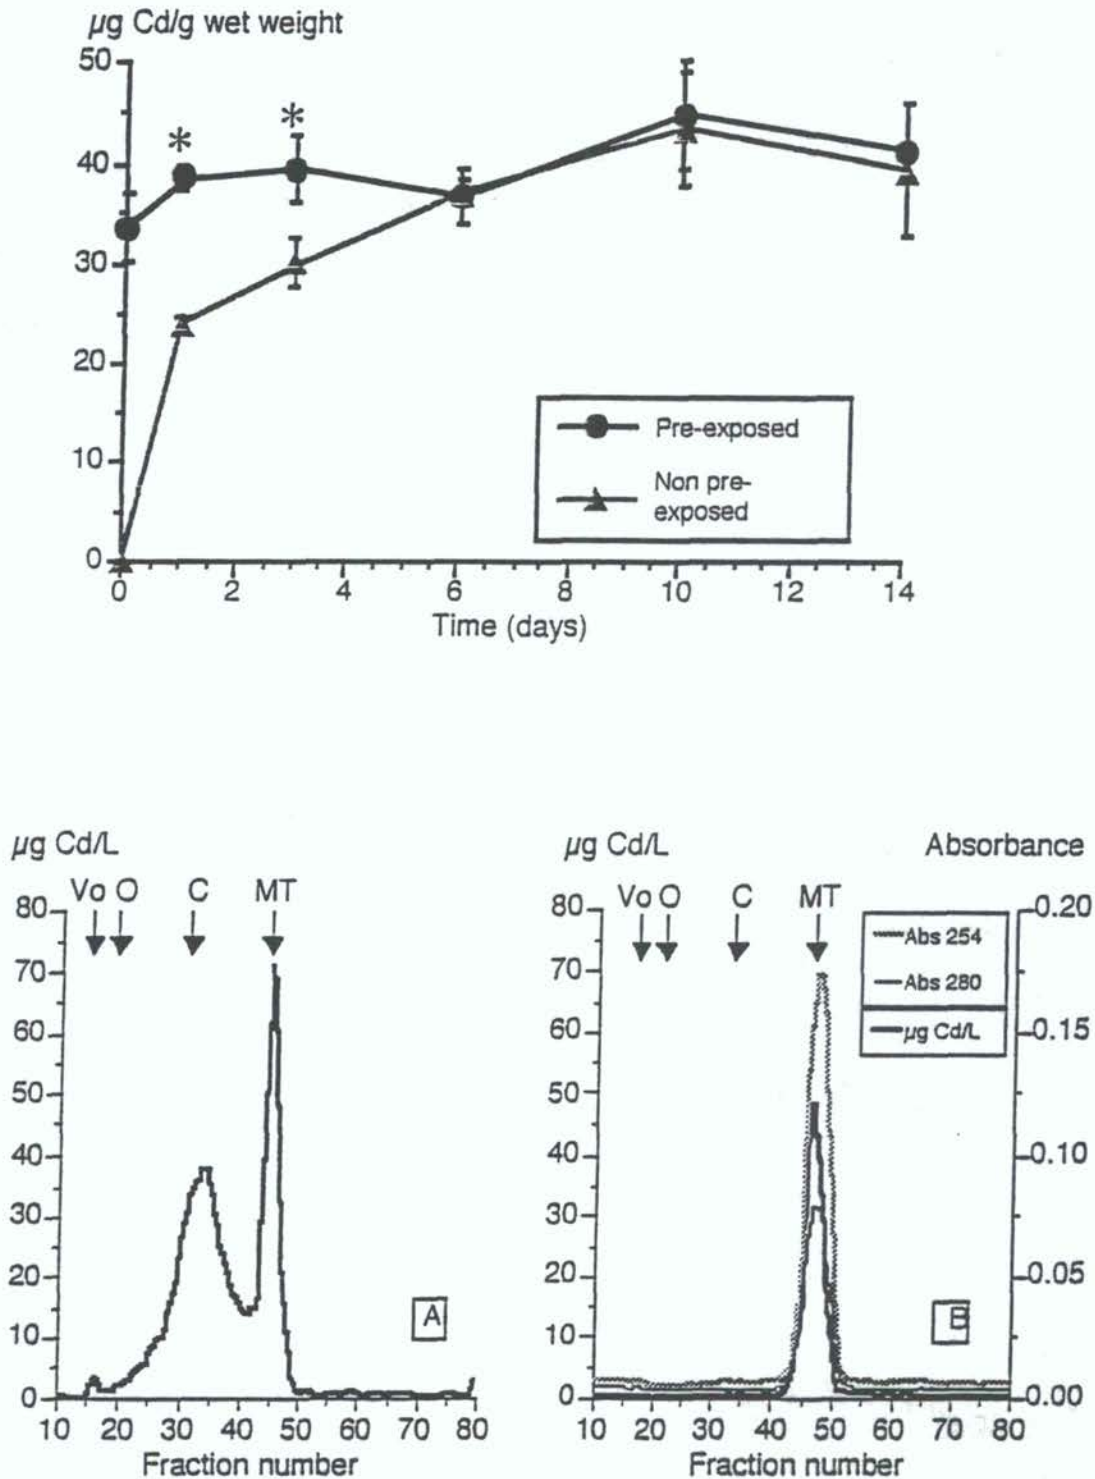 µg Cd/g wet weight
50
40
30
20
10
0
* *
Pre-exposed
Non pre-
exposed
0 2 4 6 8 10 12 14
Time (days)
µg Cd/L
Vo O C MT
80
70
60
50
40
30
20
10
0
A
10 20 30 40 50 60 70 80
Fraction number
µg Cd/L Absorbance
Vo O C MT
80
70
60
50
40
30
20
10
0
Abs 254
Abs 280
µg Cd/L
0.20
0.15
0.10
0.05
0.00
B
10 20 30 40 50 60 70 80
Fraction number